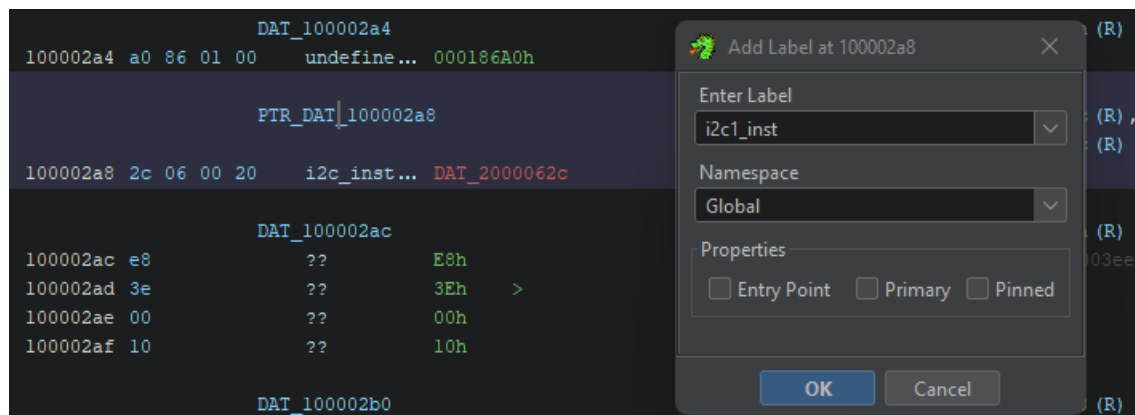 DAT_100002a4
(R)
100002a4 a0 86 01 00 undefine... 000186A0h
PTR_DAT_100002a8
(R),
(R)
100002a8 2c 06 00 20 i2c_inst... DAT_2000062c
DAT_100002ac
(R)
100002ac e8 ?? E8h
003ee
100002ad 3e ?? 3Eh >
100002ae 00 ?? 00h
100002af 10 ?? 10h
DAT_100002b0
(R)
Add Label at 100002a8
Enter Label
i2c1_inst
Namespace
Global
Properties
Entry Point Primary Pinned
OK Cancel